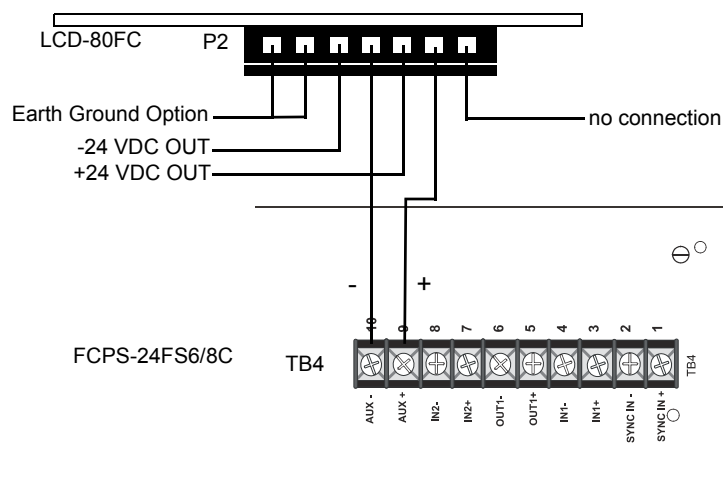 LCD-80FC P2
Earth Ground Option
no connection
-24 VDC OUT
+24 VDC OUT
- +
FCPS-24FS6/8C TB4
10 9 8 7 6 5 4 3 2 1
TB4
AUX - AUX + IN2- IN2+ OUT1- OUT1+ IN1- IN1+ SYNC IN - SYNC IN +